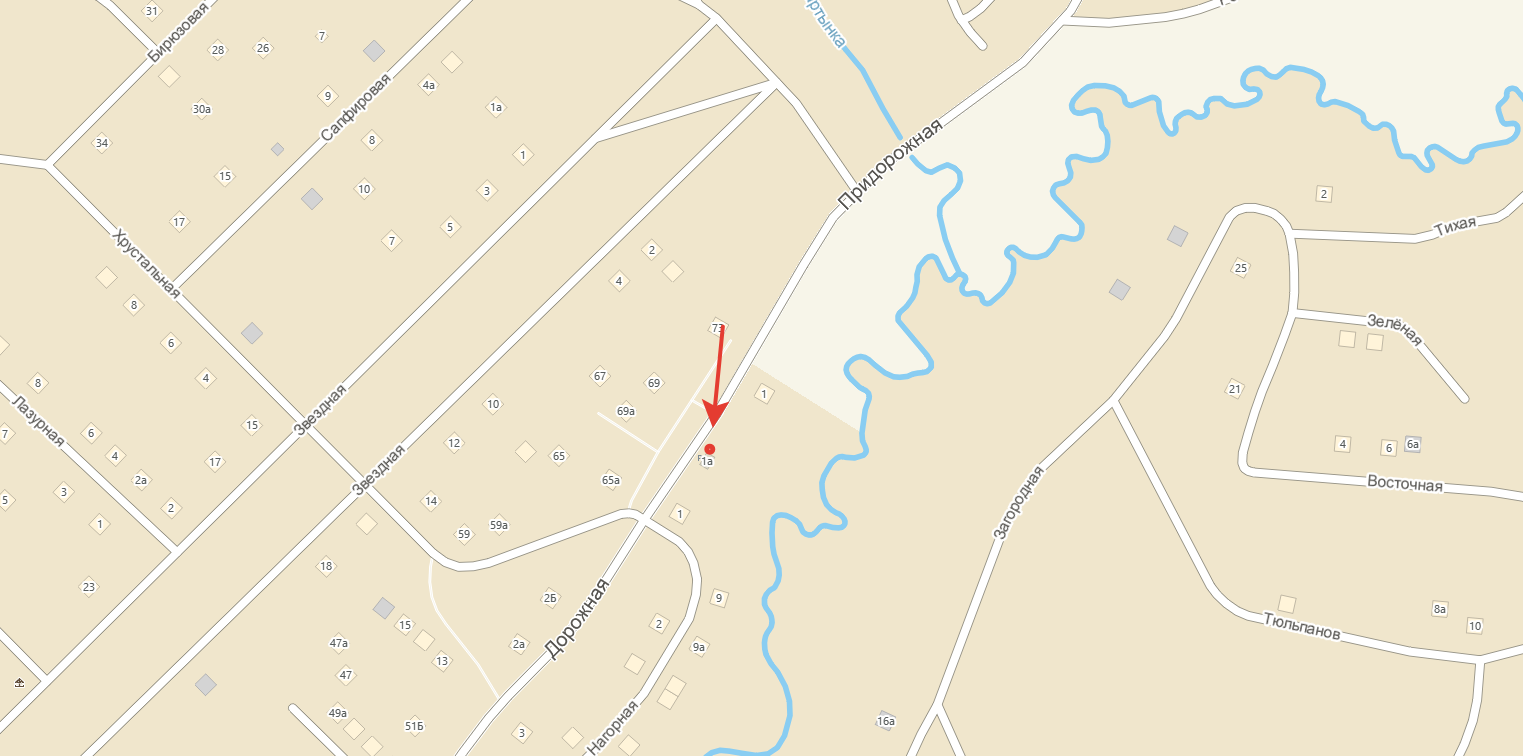 31
Бирюзовая
28
26
7
30а
9
4а
1а
Сапфировая
34
8
1
15
10
3
17
7
5
Хрустальная
2
4
8
6
8
4
15
17
Лазурная
7
6
4
2а
5
3
2
1
23
Звездная
Звездная
10
12
14
59
59а
65
65а
67
69
69а
73
1
1а
1
18
2Б
2а
Дорожная
15
13
47а
47
49а
51Б
3
2
9
9а
Нагорная
Придорожная
2
Тихая
25
Зелёная
21
4
6
6а
Восточная
Загородная
Тюльпанов
8а
10
16а